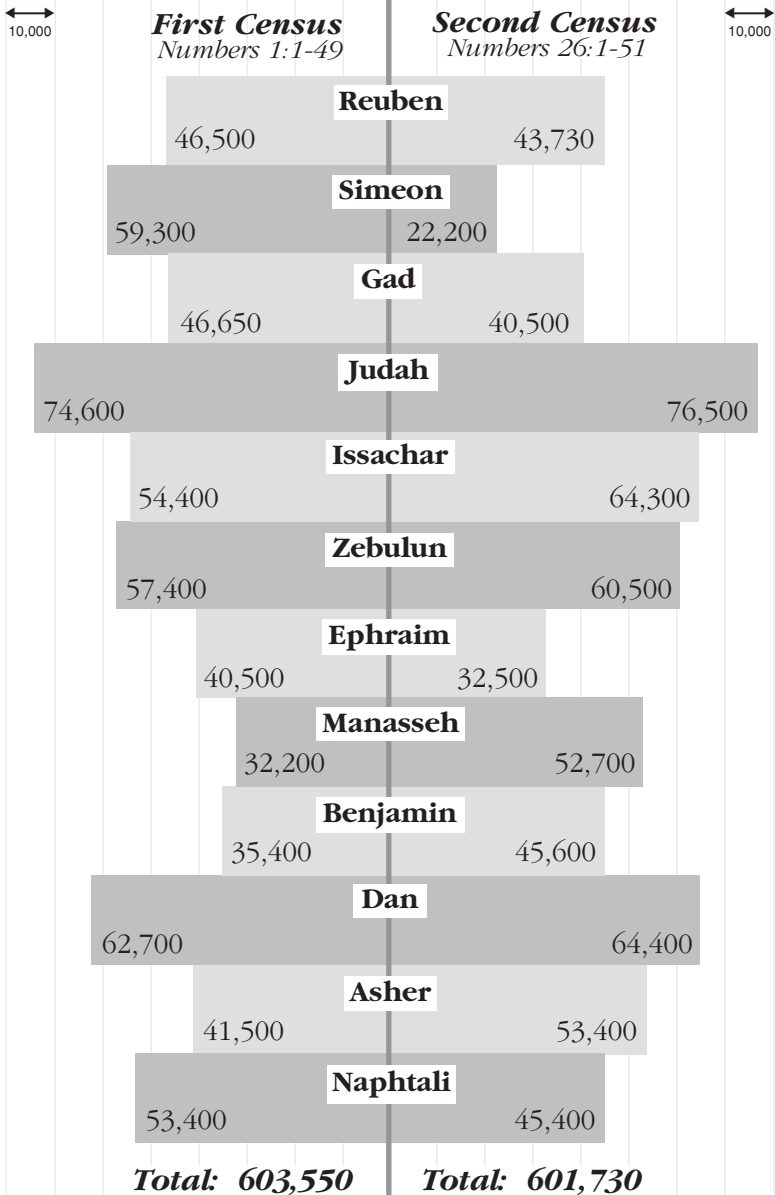 First Census Second Census
10,000 Numbers 1:1-49 Numbers 26:1-51 10,000
Reuben
46,500 43,730
Simeon
59,300 22,200
Gad
46,650 40,500
Judah
74,600 76,500
Issachar
54,400 64,300
Zebulun
57,400 60,500
Ephraim
40,500 32,500
Manasseh
32,200 52,700
Benjamin
35,400 45,600
Dan
62,700 64,400
Asher
41,500 53,400
Naphtali
53,400 45,400
Total: 603,550 Total: 601,730